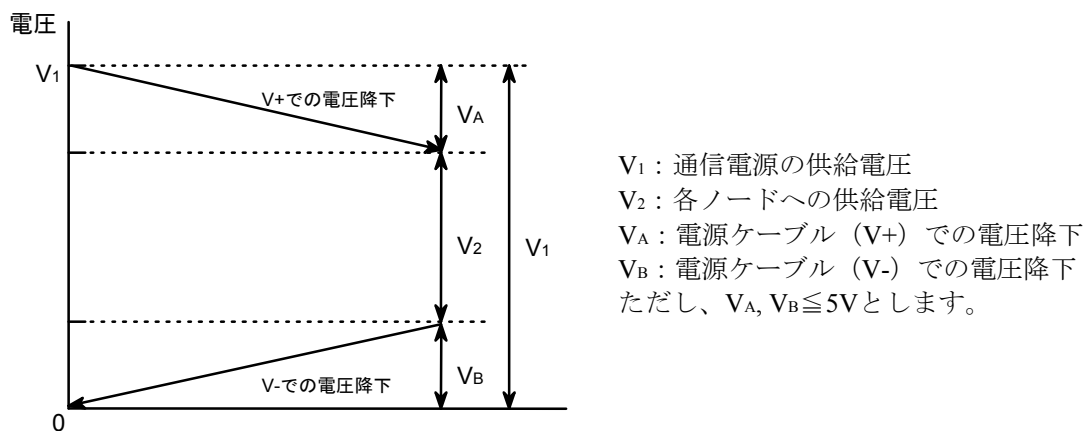 電圧
V1
V+での電圧降下
VA
V2
V1
V-での電圧降下
VB
0
V1：通信電源の供給電圧
V2：各ノードへの供給電圧
VA：電源ケーブル（V+）での電圧降下
VB：電源ケーブル（V-）での電圧降下
ただし、VA, VB≦5Vとします。